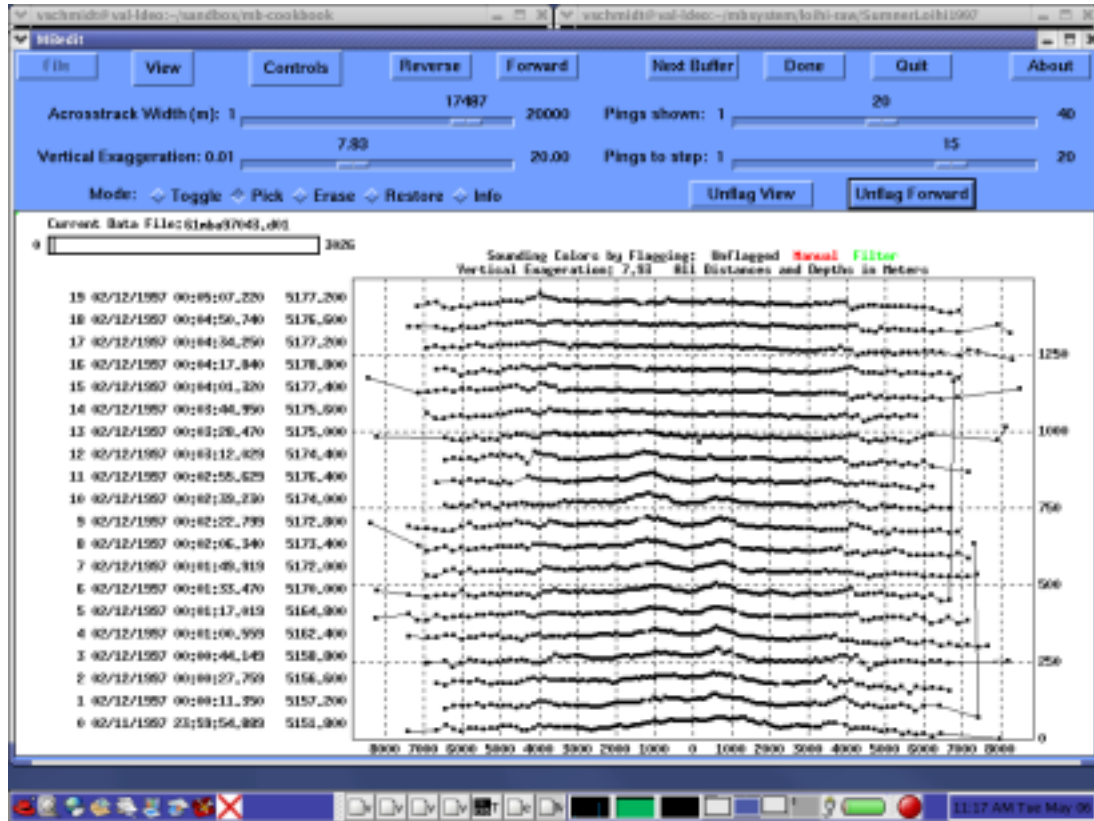 vschmidt@val-ldeo:~/sandbox/mb-cookbook
vschmidt@val-ldeo:~/mbsystem/loihi-raw/SumnerLoihi1997
MBedit
File View Controls Reverse Forward Next Buffer Done Quit About
17487 20
Acrosstrack Width (m): 1 20000 Pings shown: 1 40
7.93 15
Vertical Exaggeration: 0.01 20.00 Pings to step: 1 20
Mode: Toggle Pick Erase Restore Info Unflag View Unflag Forward
Current Data File:
0 3026
Sounding Colors by Flagging: Unflagged Manual Filter
Vertical Exageration: 7.93 All Distances and Depths in Meters
19 02/12/1997 00:05:07.220 5177.200
18 02/12/1997 00:04:50.740 5176.600
17 02/12/1997 00:04:34.250 5177.200
16 02/12/1997 00:04:17.840 5178.800
1250
15 02/12/1997 00:04:01.320 5177.400
14 02/12/1997 00:03:44.950 5175.600
13 02/12/1997 00:03:28.470 5175.000
1000
12 02/12/1997 00:03:12.029 5174.400
11 02/12/1997 00:02:55.629 5176.400
10 02/12/1997 00:02:39.230 5174.000
750
9 02/12/1997 00:02:22.799 5172.800
8 02/12/1997 00:02:06.340 5173.400
7 02/12/1997 00:01:49.919 5172.000
6 02/12/1997 00:01:33.470 5170.000
500
5 02/12/1997 00:01:17.019 5164.800
4 02/12/1997 00:01:00.559 5162.400
3 02/12/1997 00:00:44.149 5158.800
250
2 02/12/1997 00:00:27.759 5156.600
1 02/12/1997 00:00:11.350 5157.200
0 02/11/1997 23:59:54.889 5151.800
0
8000 7000 6000 5000 4000 3000 2000 1000 0 1000 2000 3000 4000 5000 6000 7000 8000
11:17 AM Tue May 06